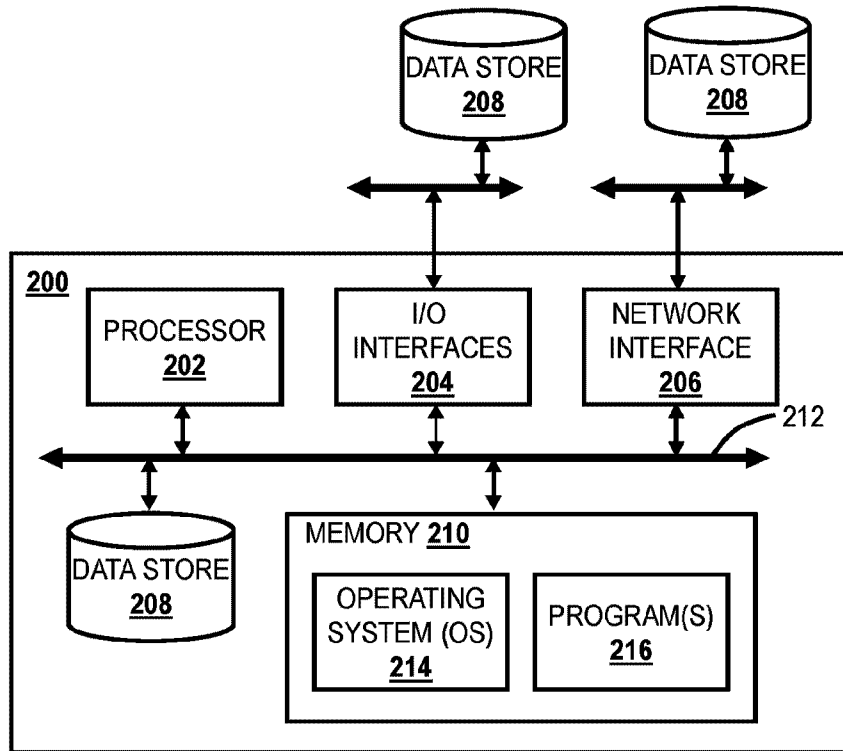 DATA STORE
208
DATA STORE
208
200
PROCESSOR
202
I/O
INTERFACES
204
NETWORK
INTERFACE
206
212
DATA STORE
208
MEMORY 210
OPERATING
SYSTEM (OS)
214
PROGRAM(S)
216